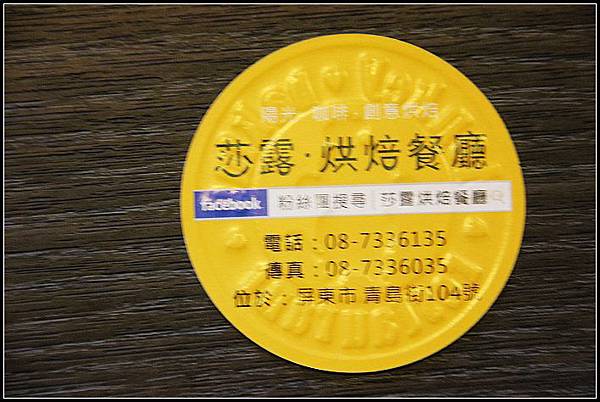 陽光·咖啡·創意烘焙
莎露·烘焙餐廳
facebook 粉絲團搜尋 莎露烘焙餐廳
電話：08-7336135
傳真：08-7336035
位於：屏東市 青島街104號